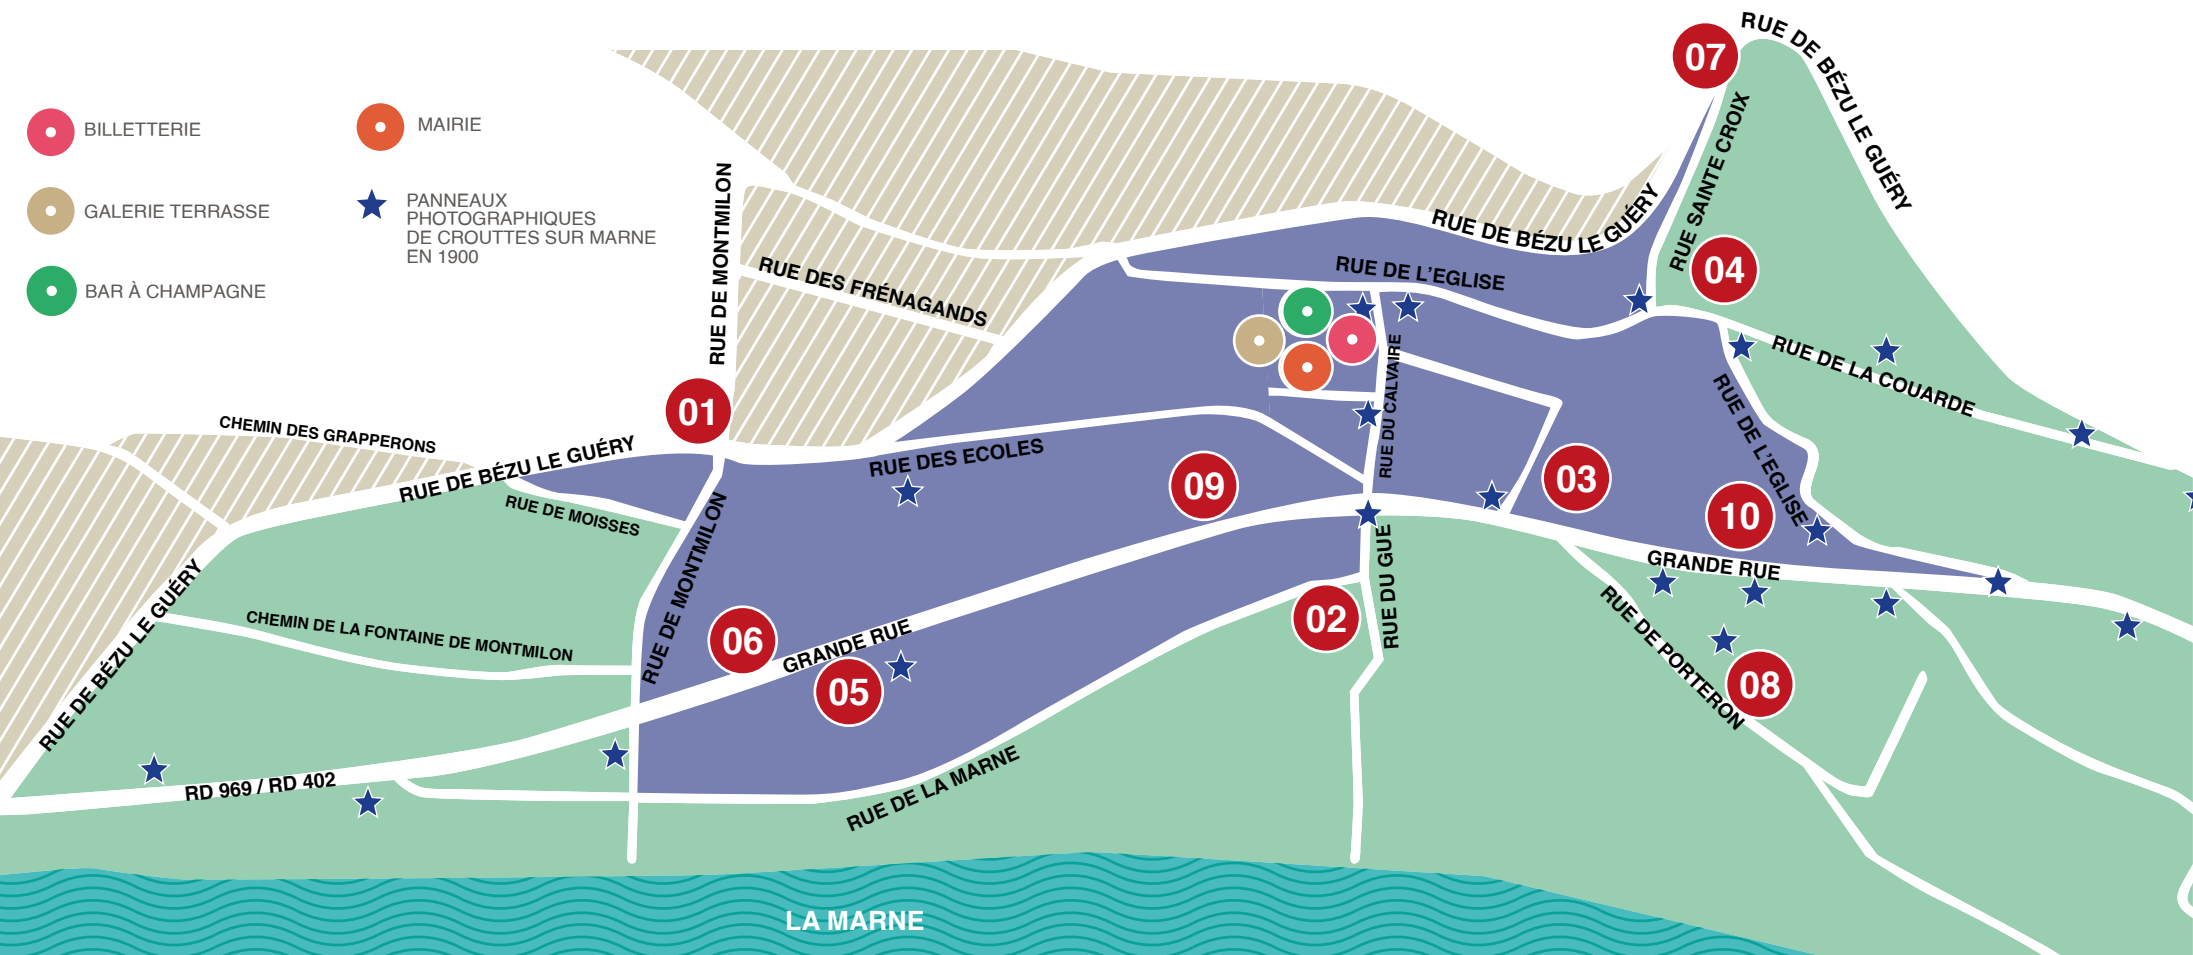 BILLETTERIE
GALERIE TERRASSE
BAR À CHAMPAGNE
MAIRIE
PANNEAUX
PHOTOGRAPHIQUES
DE CROUTTES SUR MARNE
EN 1900
07
RUE DE BÉZU LE GUÉRY
RUE SAINTE CROIX
04
RUE DE MONTMILON
RUE DES FRÉNAGANDS
RUE DE BÉZU LE GUÉRY
RUE DE L'EGLISE
RUE DU CALVAIRE
RUE DE LA COUARDE
RUE DE L'EGLISE
01
CHEMIN DES GRAPPERONS
RUE DE BÉZU LE GUÉRY
RUE DE MOISSES
RUE DES ECOLES
09
03
10
GRANDE RUE
RUE DE MONTMILON
RUE DE BÉZU LE GUÉRY
CHEMIN DE LA FONTAINE DE MONTMILON
06
GRANDE RUE
05
02
RUE DU GUE
RUE DE PORTERON
08
RD 969 / RD 402
RUE DE LA MARNE
LA MARNE